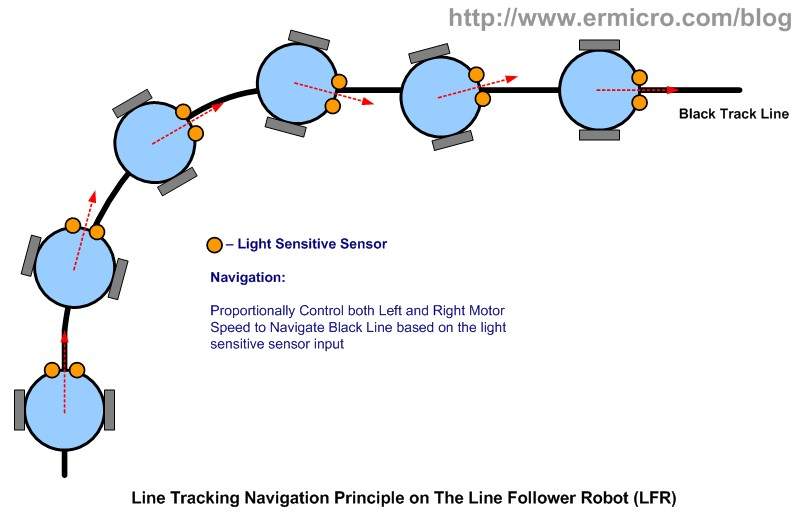 http://www.ermicro.com/blog
Black Track Line
– Light Sensitive Sensor
Navigation:
Proportionally Control both Left and Right Motor
Speed to Navigate Black Line based on the light
sensitive sensor input
Line Tracking Navigation Principle on The Line Follower Robot (LFR)